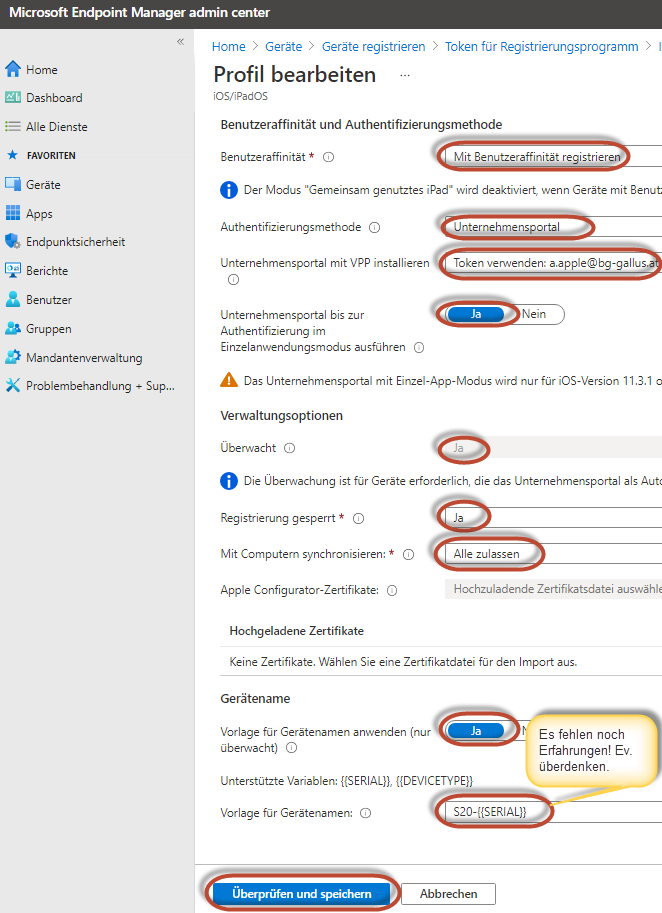 Microsoft Endpoint Manager admin center
«
Home > Geräte > Geräte registrieren > Token für Registrierungsprogramm >
Home
Dashboard
Alle Dienste
FAVORITEN
Geräte
Apps
Endpunktsicherheit
Berichte
Benutzer
Gruppen
Mandantenverwaltung
Problembehandlung + Sup...
Profil bearbeiten ...
iOS/iPadOS
Benutzeraffinität und Authentifizierungsmethode
Benutzeraffinität * Mit Benutzeraffinität registrieren
Der Modus "Gemeinsam genutztes iPad" wird deaktiviert, wenn Geräte mit Benut
Authentifizierungsmethode Unternehmensportal
Unternehmensportal mit VPP installieren Token verwenden: a.apple@bg-gallus.at
Unternehmensportal bis zur Ja Nein
Authentifizierung im
Einzelanwendungsmodus ausführen
Das Unternehmensportal mit Einzel-App-Modus wird nur für iOS-Version 11.3.1 o
Verwaltungsoptionen
Überwacht Ja
Die Überwachung ist für Geräte erforderlich, die das Unternehmensportal als Auto
Registrierung gesperrt * Ja
Mit Computern synchronisieren: * Alle zulassen
Apple Configurator-Zertifikate: Hochzuladende Zertifikatsdatei auswähle
Hochgeladene Zertifikate
Keine Zertifikate. Wählen Sie eine Zertifikatdatei für den Import aus.
Gerätename
Vorlage für Gerätenamen anwenden (nur Ja
überwacht)
Es fehlen noch
Erfahrungen! Ev.
überdenken.
Unterstützte Variablen: {{SERIAL}}, {{DEVICETYPE}}
Vorlage für Gerätenamen: S20-{{SERIAL}}
Überprüfen und speichern Abbrechen